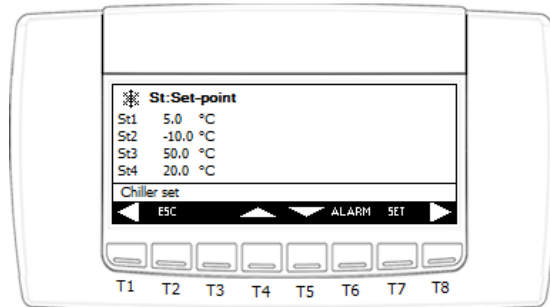 St:Set-point
St1 5.0 °C
St2 -10.0 °C
St3 50.0 °C
St4 20.0 °C
Chiller set
ESC ALARM SET
T1 T2 T3 T4 T5 T6 T7 T8